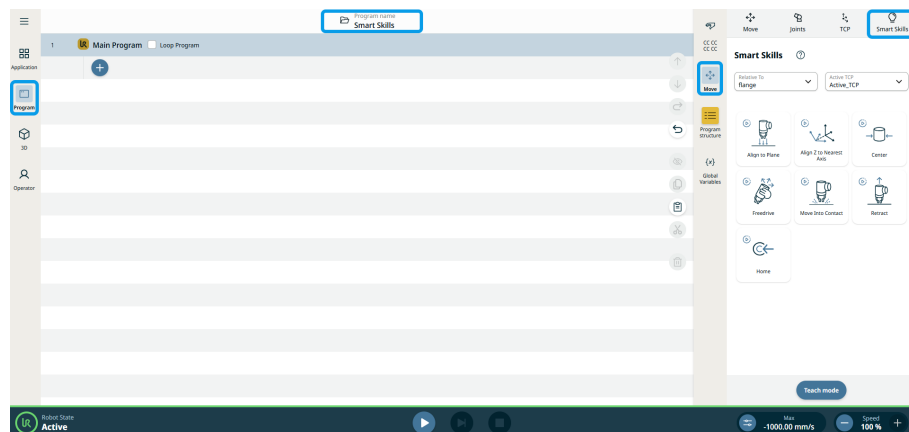 Program name
Smart Skills
Move
Joints
TCP
Smart Skills
1
UR
Main Program
Loop Program
Application
Program
3D
Operator
CC CC
CC CC
Move
Program
structure
{x}
Global
Variables
Smart Skills
?
Relative To
flange
Active TCP
Active_TCP
Align to Plane
Align Z to Nearest
Axis
Center
Freedrive
Move Into Contact
Retract
Home
Teach mode
UR
Robot State
Active
Max
-1000.00 mm/s
Speed
100 %